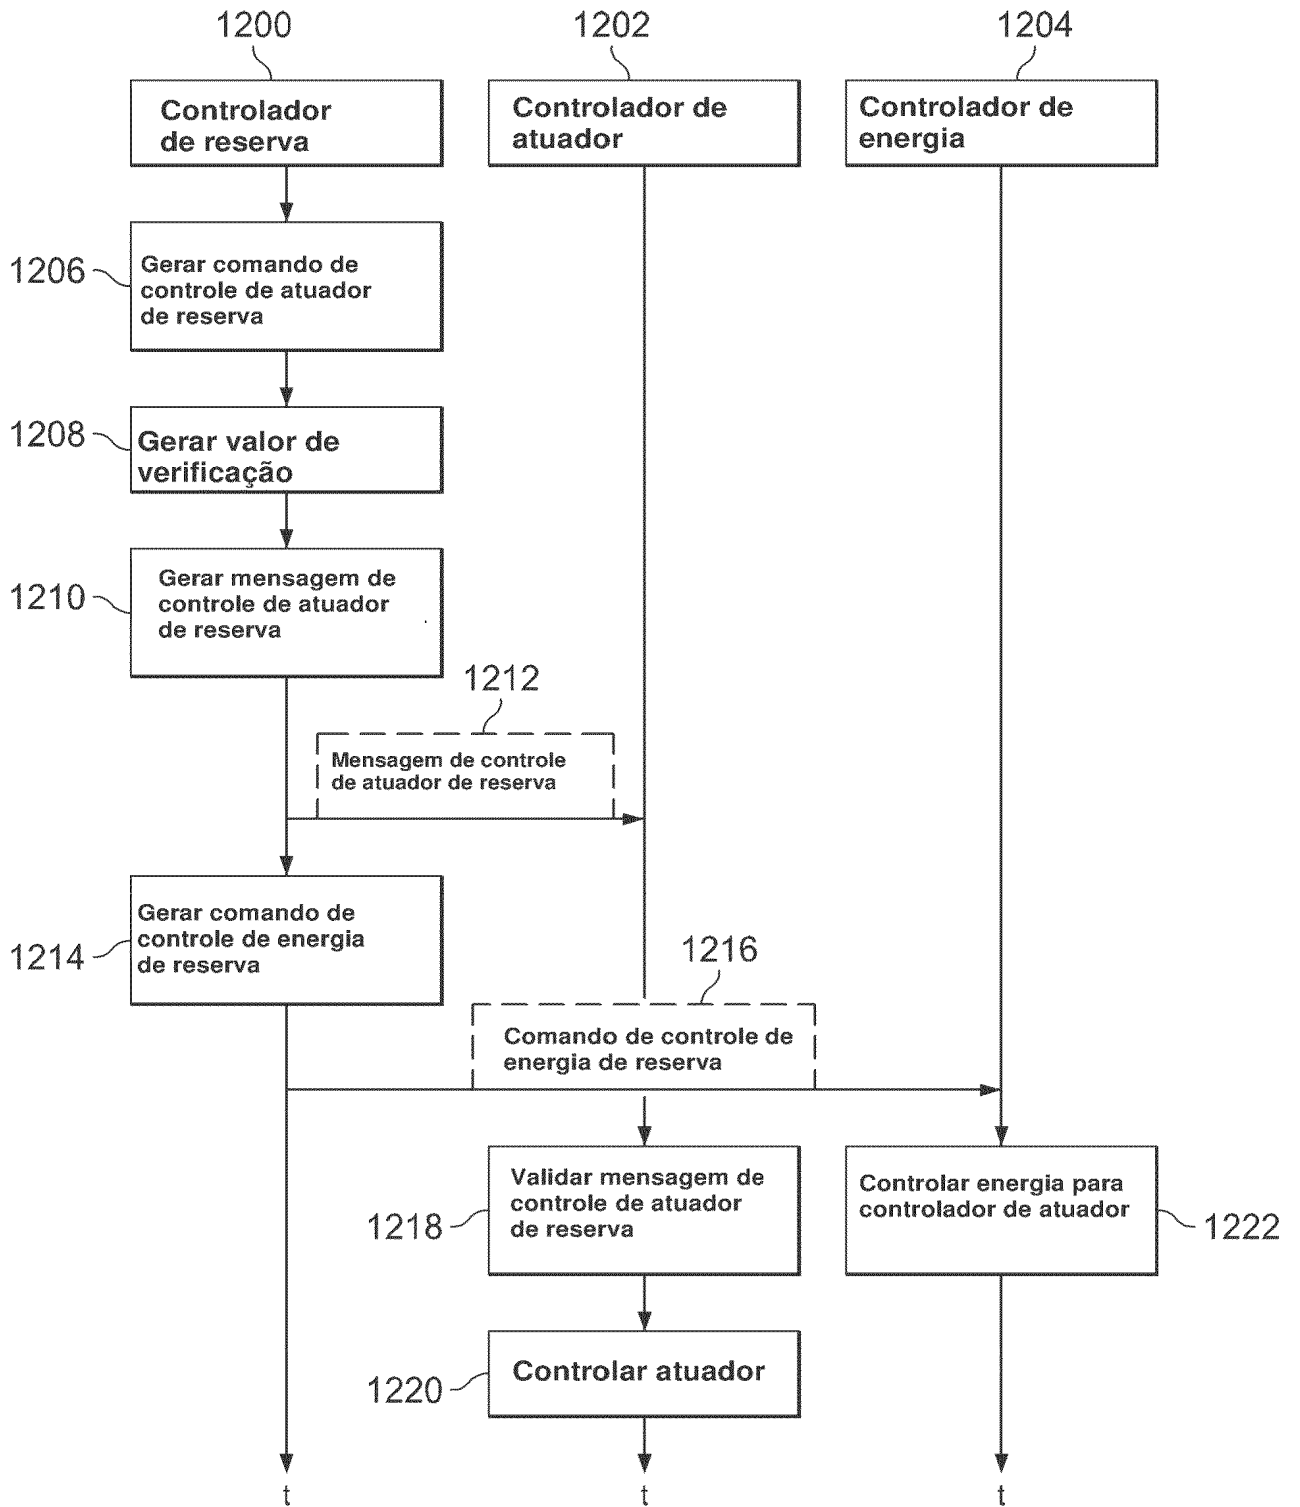 1200
1202
1204
Controlador
de reserva
Controlador de
atuador
Controlador de
energia
1206
Gerar comando de
controle de atuador
de reserva
1208
Gerar valor de
verificação
1210
Gerar mensagem de
controle de atuador
de reserva
1212
Mensagem de controle
de atuador de reserva
1214
Gerar comando de
controle de energia
de reserva
1216
Comando de controle de
energia de reserva
1218
Validar mensagem de
controle de atuador
de reserva
Controlar energia para
controlador de atuador
1222
1220
Controlar atuador
t
t
t